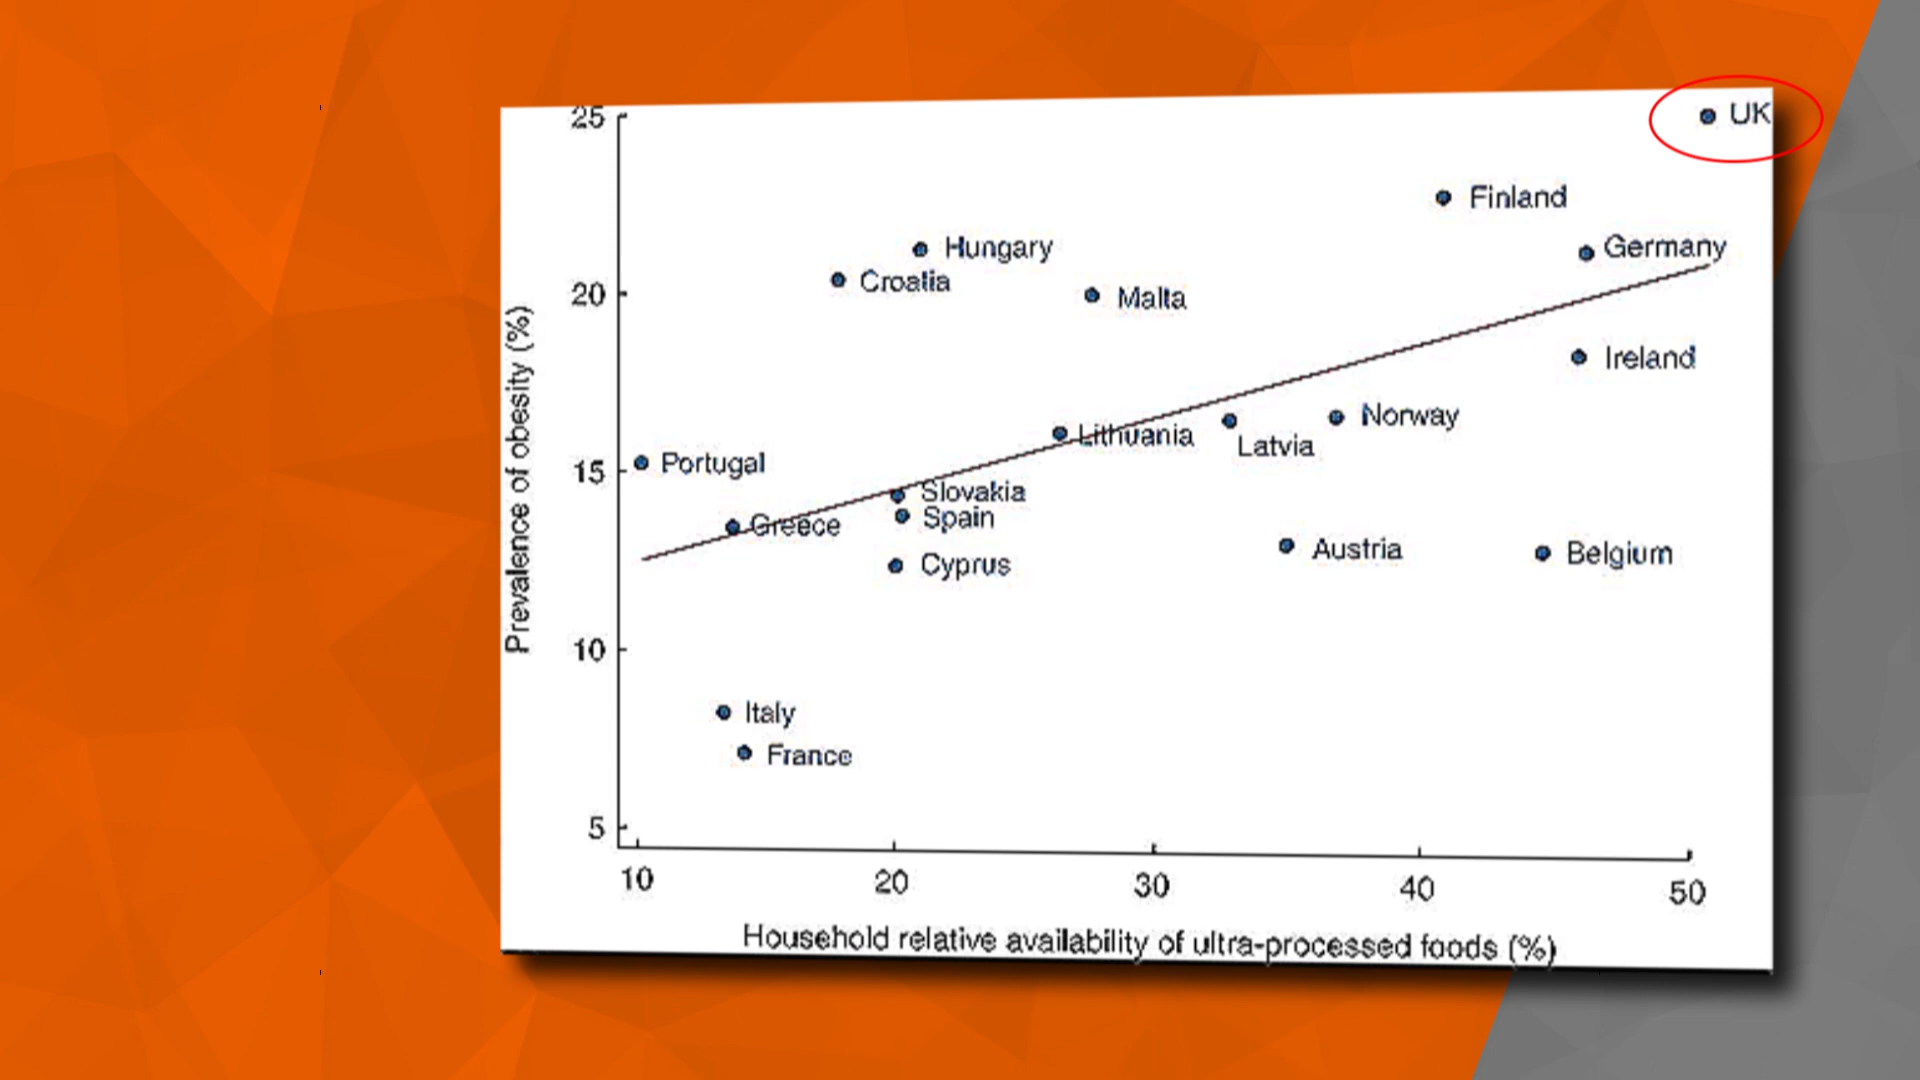 Prevalence of obesity (%)
25
20
15
10
5
UK
Finland
Hungary
Germany
Croatia
Malta
Ireland
Norway
Lithuania
Latvia
Portugal
Slovakia
Spain
Greece
Austria
Belgium
Cyprus
Italy
France
10 20 30 40 50
Household relative availability of ultra-processed foods (%)